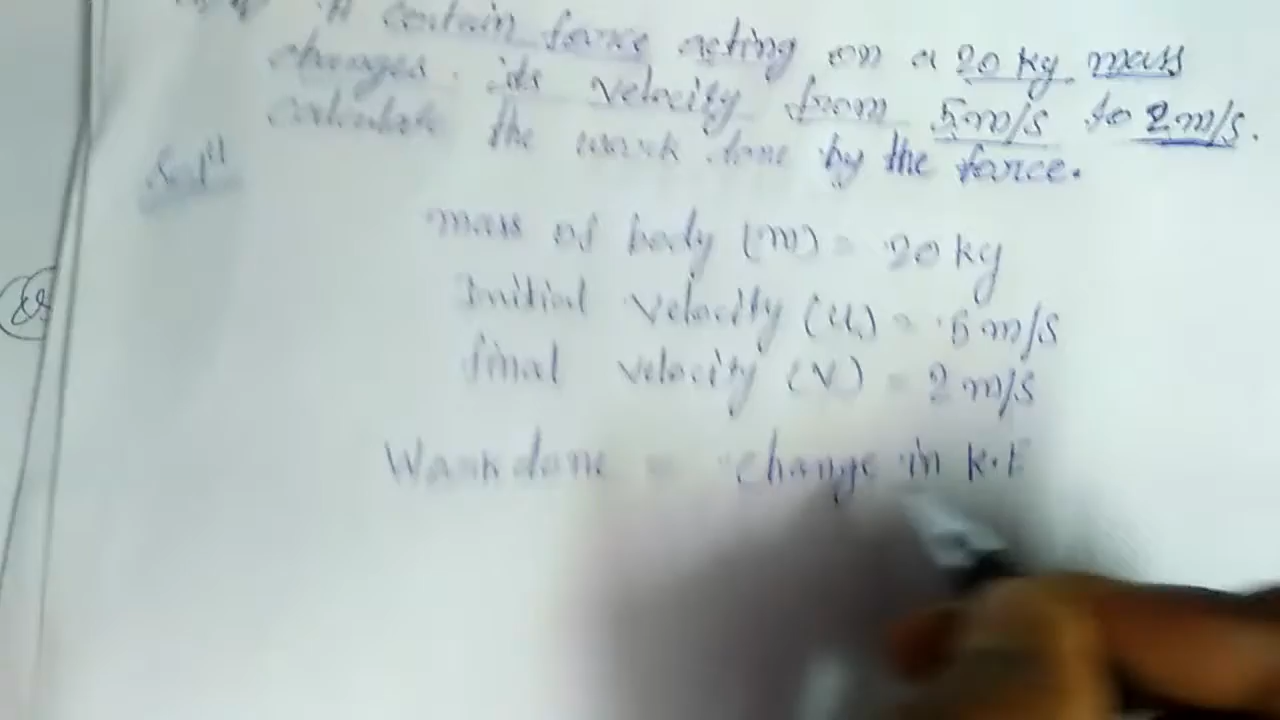 A certain force acting on a 20 kg mass
changes its velocity from 5m/s to 2m/s.
calculate the work done by the force.
Sol"
mass of body (m) = 20 kg
Initial velocity (u) = 5 m/s
final velocity (v) = 2 m/s
Work done = change in K.E